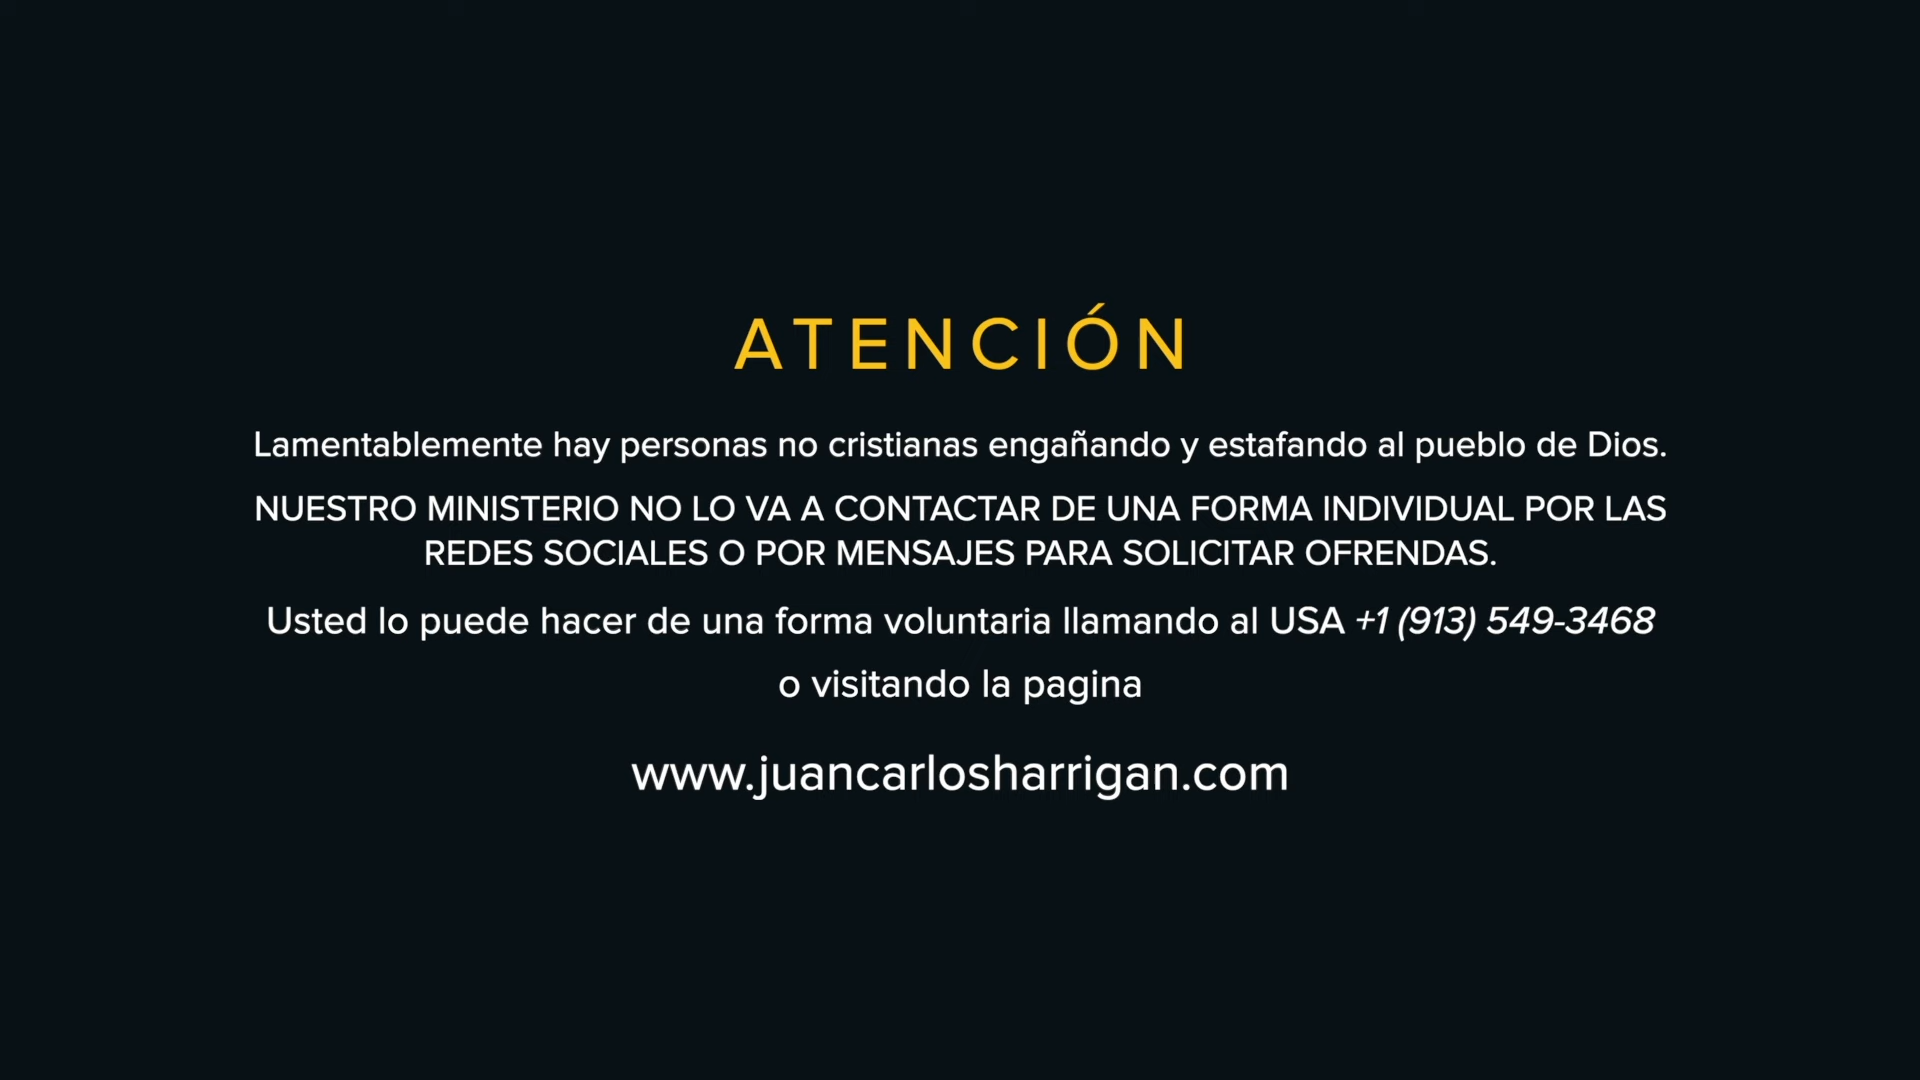 ATENCIÓN
Lamentablemente hay personas no cristianas engañando y estafando al pueblo de Dios.
NUESTRO MINISTERIO NO LO VA A CONTACTAR DE UNA FORMA INDIVIDUAL POR LAS
REDES SOCIALES O POR MENSAJES PARA SOLICITAR OFRENDAS.
Usted lo puede hacer de una forma voluntaria llamando al USA +1 (913) 549-3468
o visitando la pagina
www.juancarlosharrigan.com